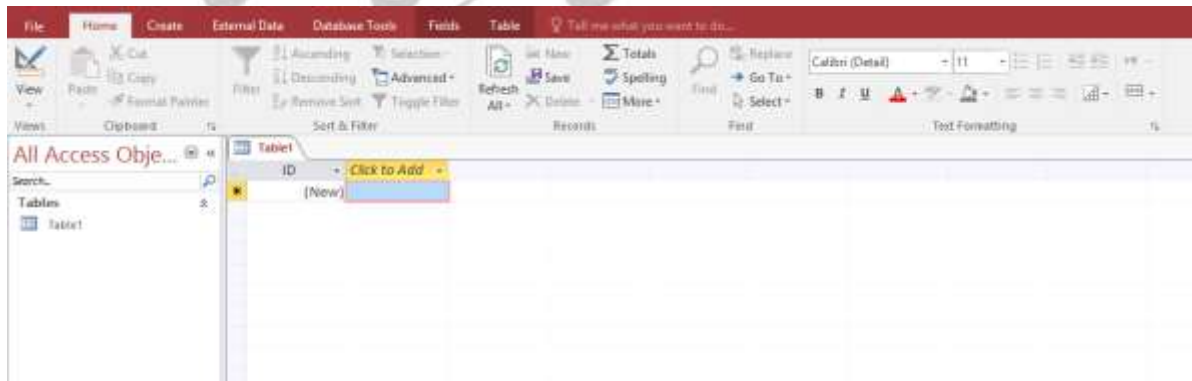 File Home Create External Data Database Tools Fields Table Tell me what you want to do...
View Paste Cut Copy Format Painter
Filter Ascending Descending Remove Sort Selection Advanced Toggle Filter
Refresh All New Save Delete Totals Spelling More
Find Replace Go To Select
Calibri (Detail) 11
B I U A
Views Clipboard Sort & Filter Records Find Text Formatting
All Access Obje...
Search...
Tables
Table1
Table1
ID Click to Add
(New)